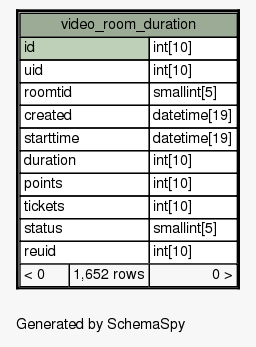 video_room_duration
id int[10]
uid int[10]
roomtid smallint[5]
created datetime[19]
starttime datetime[19]
duration int[10]
points int[10]
tickets int[10]
status smallint[5]
reuid int[10]
< 0 1,652 rows 0 >
Generated by SchemaSpy